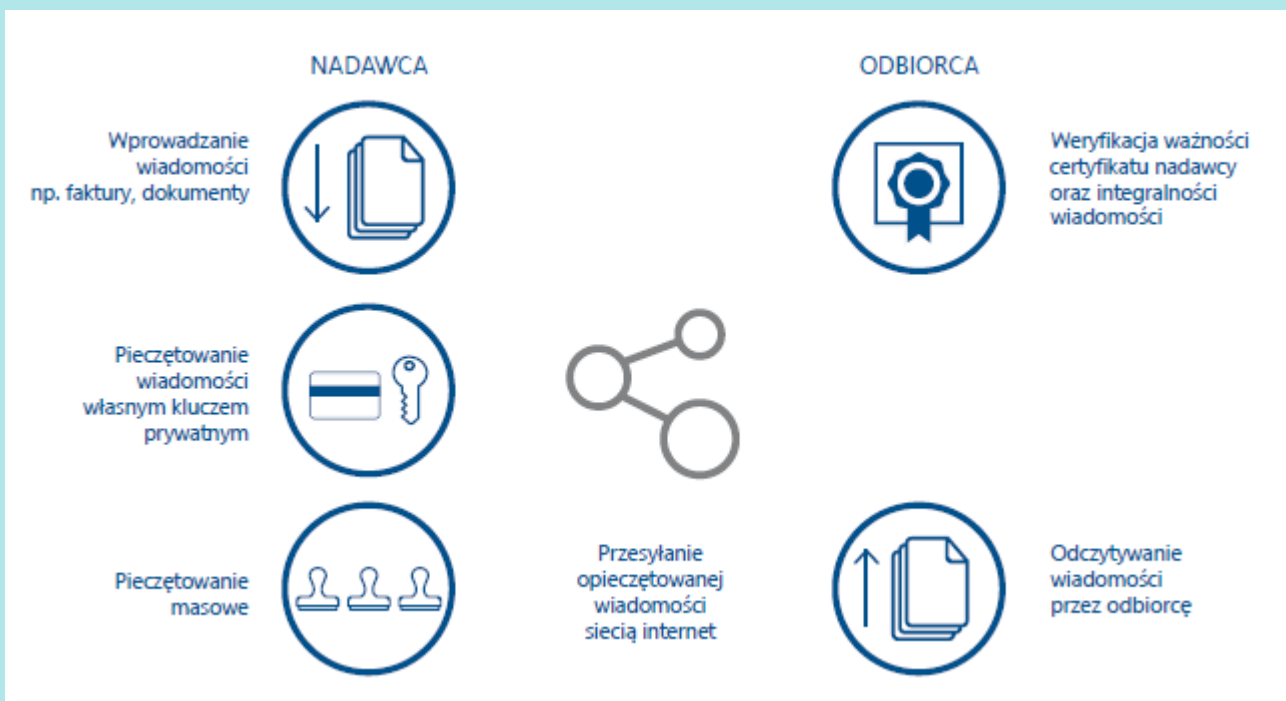 NADAWCA
Wprowadzanie
wiadomości
np. faktury, dokumenty
Pieczętowanie
wiadomości
własnym kluczem
prywatnym
Pieczętowanie
masowe
Przesyłanie
opieczętowanej
wiadomości
siecią internet
ODBIORCA
Weryfikacja ważności
certyfikatu nadawcy
oraz integralności
wiadomości
Odczytywanie
wiadomości
przez odbiorcę